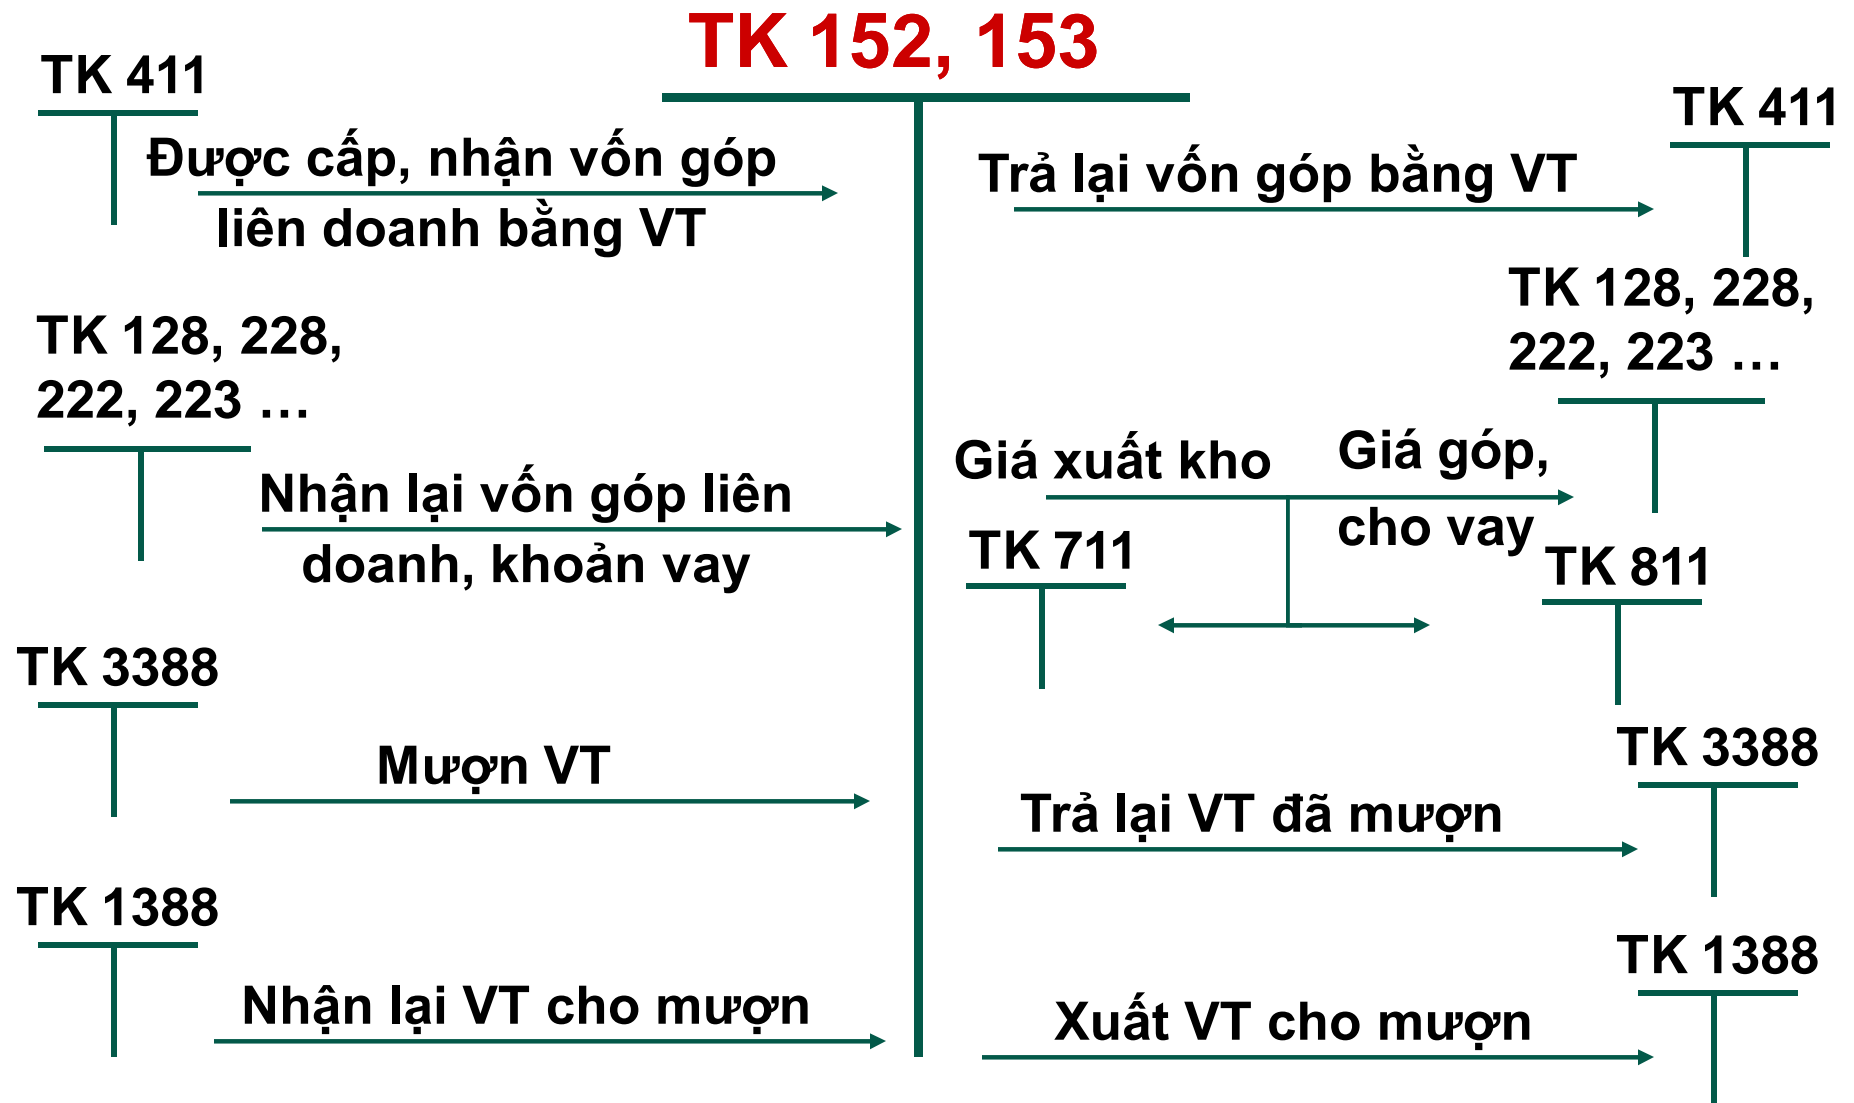 TK 152, 153
TK 411
Được cấp, nhận vốn góp
liên doanh bằng VT
TK 128, 228,
222, 223 …
Nhận lại vốn góp liên
doanh, khoản vay
TK 3388
Mượn VT
TK 1388
Nhận lại VT cho mượn
TK 411
Trả lại vốn góp bằng VT
TK 128, 228,
222, 223 …
Giá xuất kho
Giá góp,
cho vay
TK 711
TK 811
TK 3388
Trả lại VT đã mượn
TK 1388
Xuất VT cho mượn